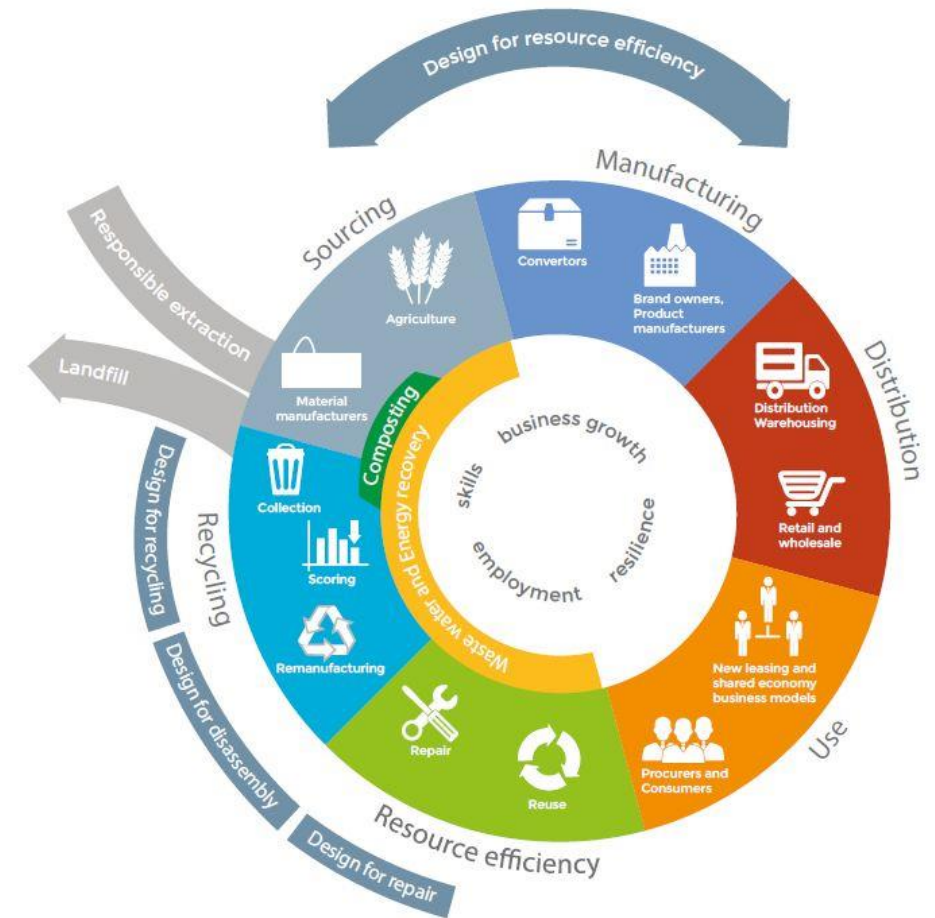 Design for resource efficiency
Manufacturing
Sourcing
Responsible extraction
Landfill
Convertors
Brand owners,
Product
manufacturers
Agriculture
Material
manufacturers
Distribution
Distribution
Warehousing
Retail and
wholesale
Composting
Waste water and Energy recovery
business growth
skills
resilience
employment
Design for recycling
Recycling
Collection
Scoring
Remanufacturing
New leasing and
shared economy
business models
Use
Procurers and
Consumers
Design for disassembly
Repair
Reuse
Resource efficiency
Design for repair